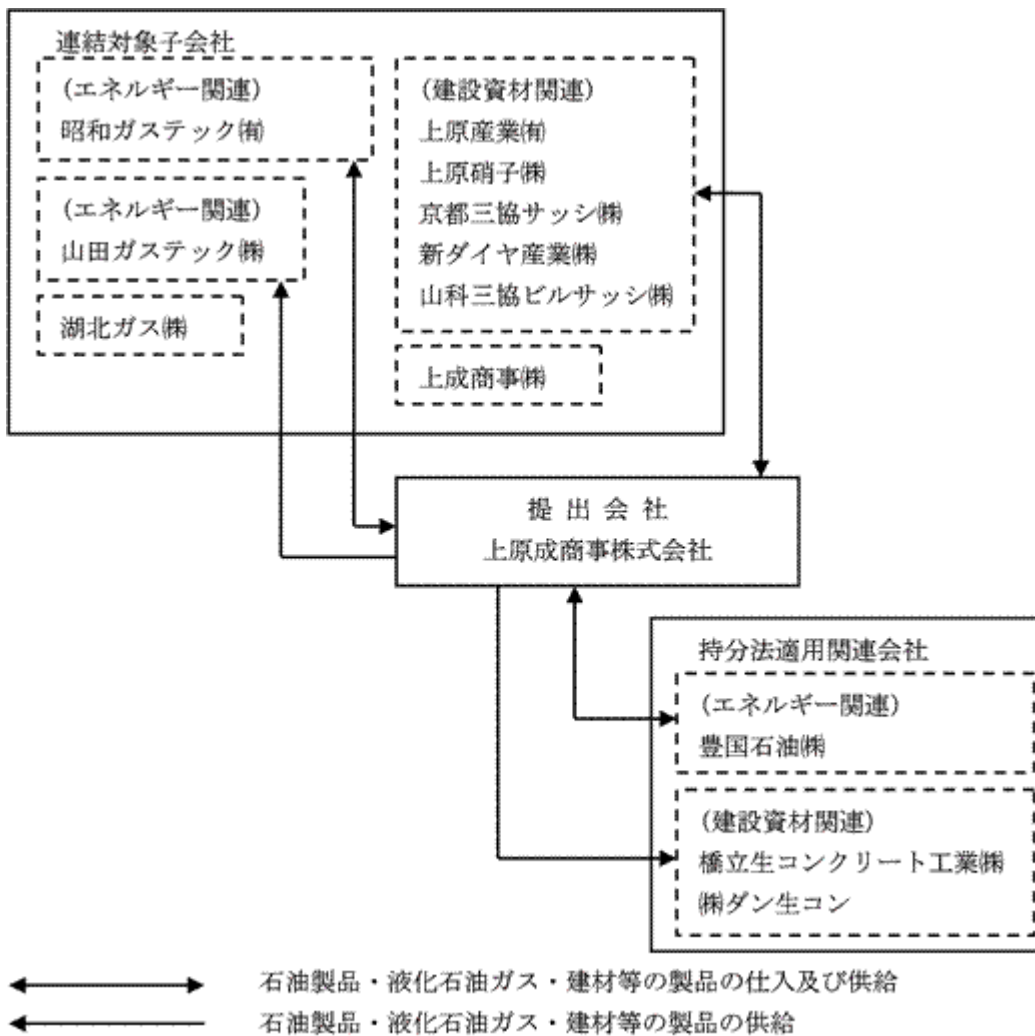 連結対象子会社
(エネルギー関連)
昭和ガステック㈲
(エネルギー関連)
山田ガステック㈱
湖北ガス㈱
(建設資材関連)
上原産業㈲
上原硝子㈱
京都三協サッシ㈱
新ダイヤ産業㈱
山科三協ビルサッシ㈱
上成商事㈱
提出会社
上原成商事株式会社
持分法適用関連会社
(エネルギー関連)
豊国石油㈱
(建設資材関連)
橋立生コンクリート工業㈱
㈱ダン生コン
石油製品・液化石油ガス・建材等の製品の仕入及び供給
石油製品・液化石油ガス・建材等の製品の供給